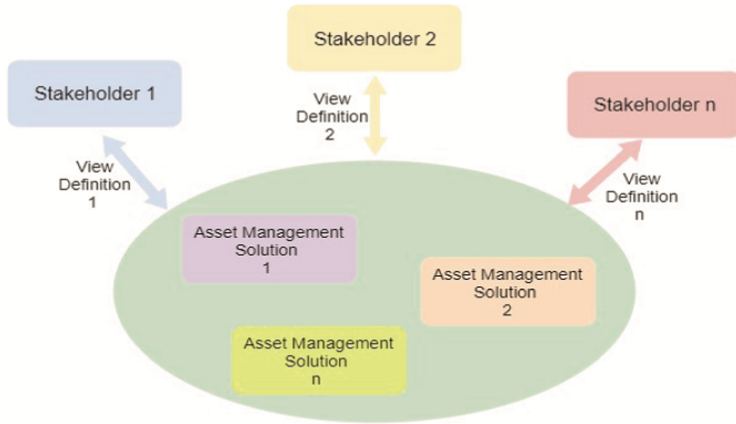 Stakeholder 2
Stakeholder 1
Stakeholder n
View
Definition
2
View
Definition
1
View
Definition
n
Asset Management
Solution
1
Asset Management
Solution
2
Asset Management
Solution
n